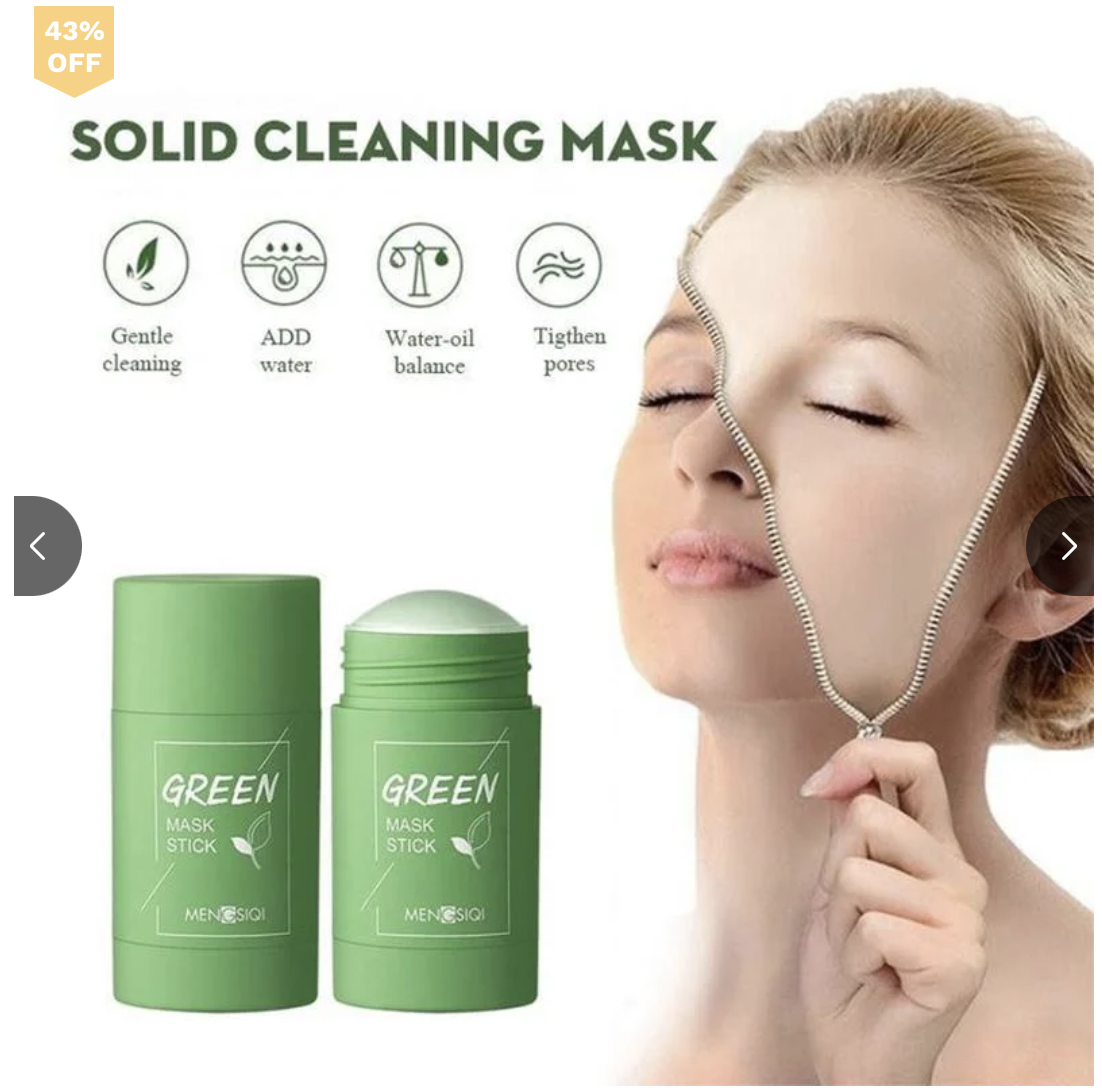 43%
OFF
SOLID CLEANING MASK
Gentle
cleaning
ADD
water
Water-oil
balance
Tigthen
pores
GREEN
MASK
STICK
MENGSIQI
GREEN
MASK
STICK
MENGSIQI